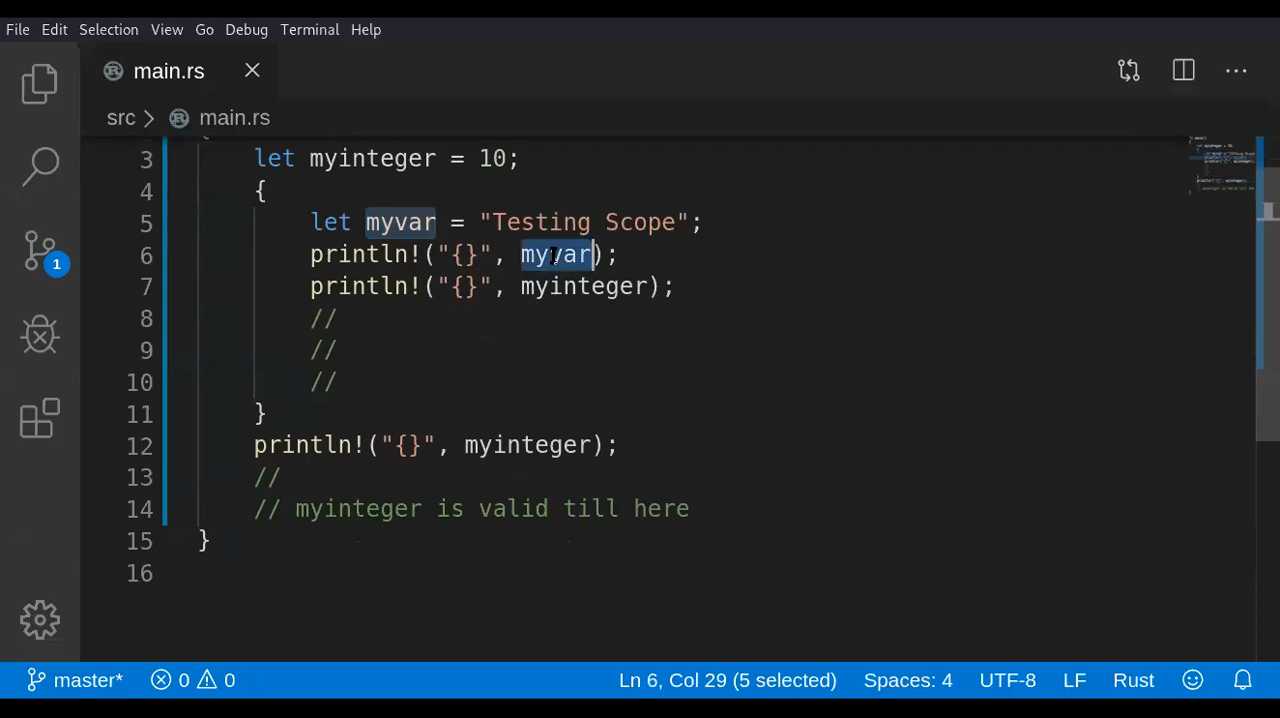 File Edit Selection View Go Debug Terminal Help
main.rs
src > main.rs
3 let myinteger = 10;
4 {
5 let myvar = "Testing Scope";
6 println!("{}", myvar);
7 println!("{}", myinteger);
8 //
9 //
10 //
11 }
12 println!("{}", myinteger);
13 //
14 // myinteger is valid till here
15 }
16
1
master* 0 0 Ln 6, Col 29 (5 selected) Spaces: 4 UTF-8 LF Rust